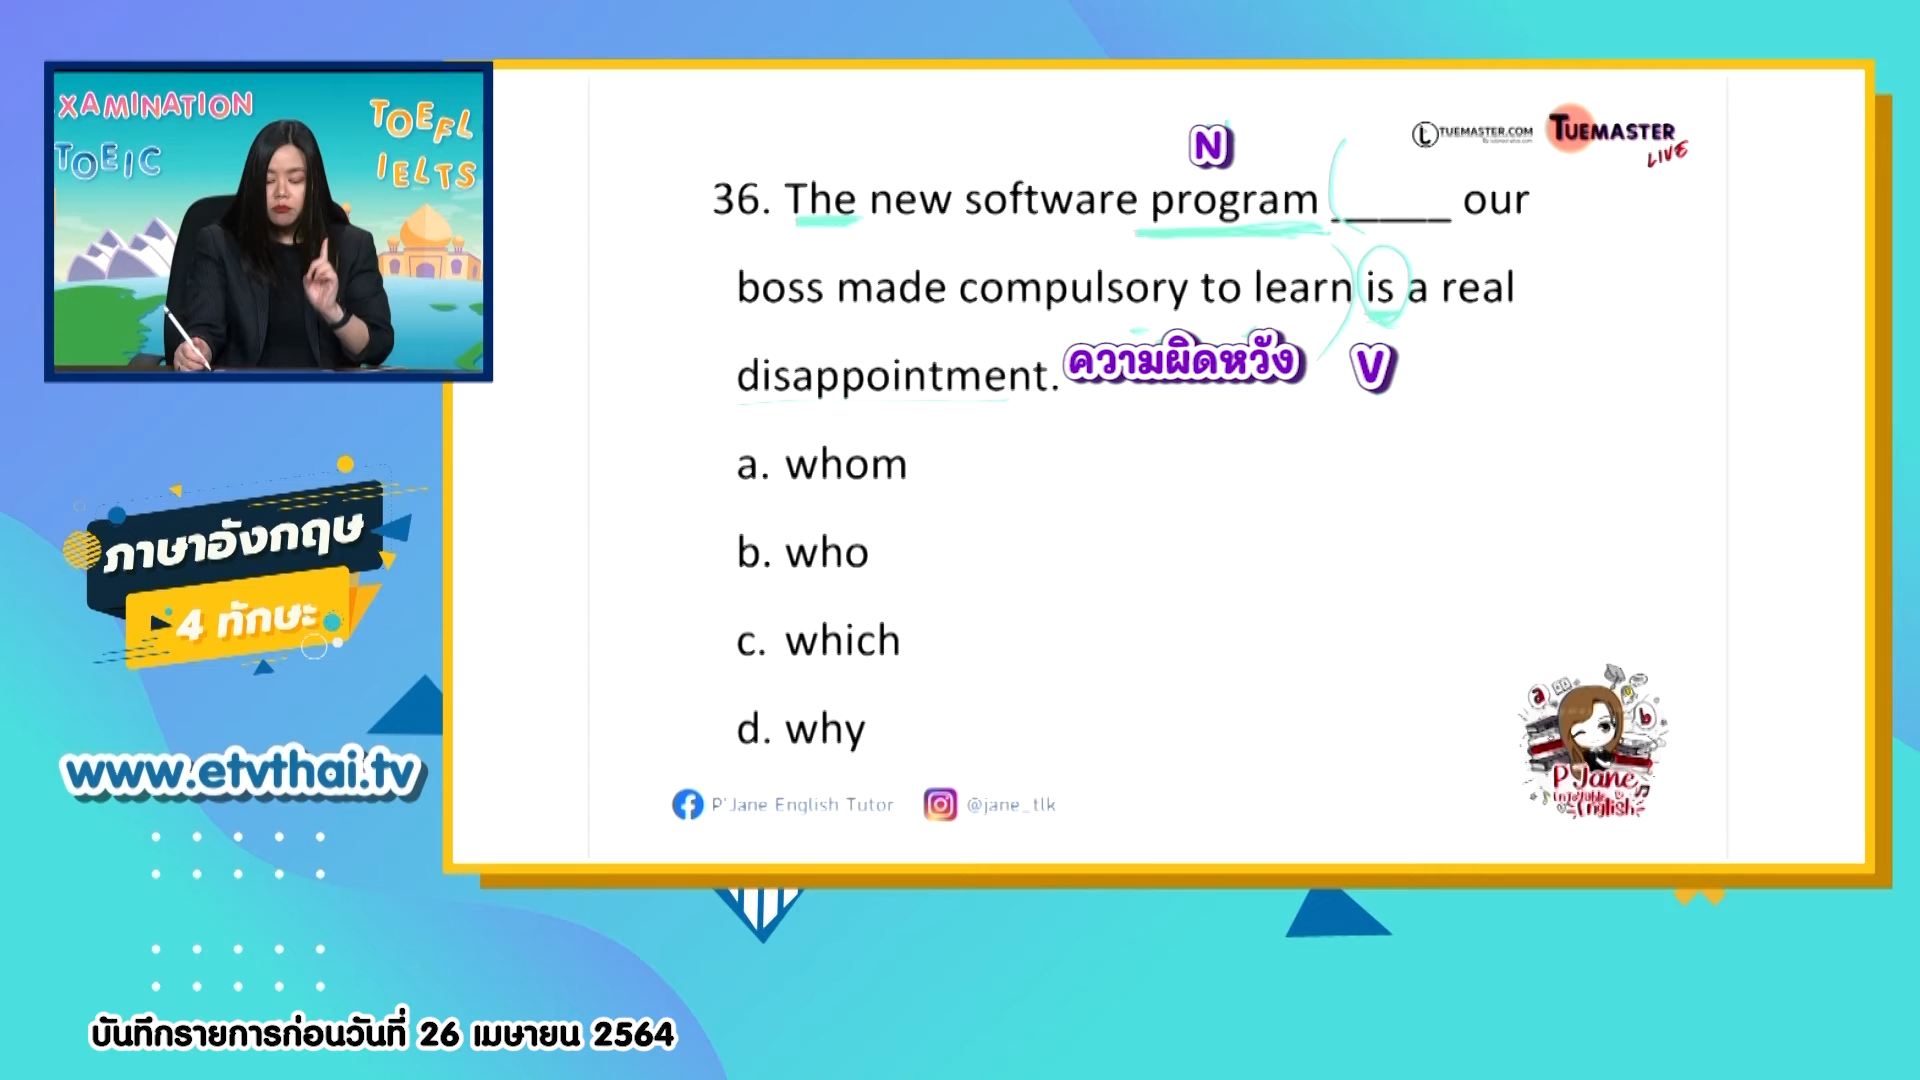 XAMINATION
TOEFL
TOEIC
IELTS
N
TUEMASTER.COM
TUEMASTER
LIVE
36. The new software program _____ our
boss made compulsory to learn is a real
disappointment.
ความผิดหวัง
V
a. whom
b. who
c. which
d. why
ภาษาอังกฤษ
4 ทักษะ
www.etvthai.tv
P'Jane English Tutor
@jane_tlk
a
b
P'Jane
Enjoyable
English
บันทึกรายการก่อนวันที่ 26 เมษายน 2564